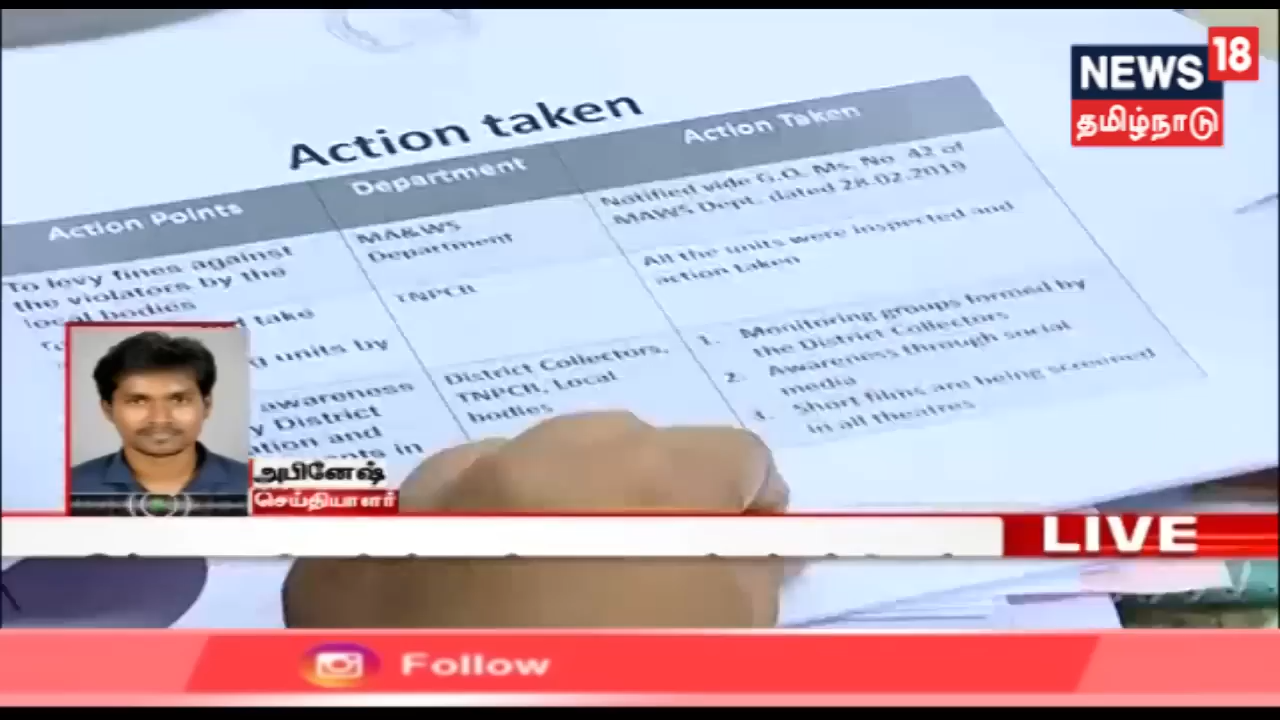 NEWS 18
தமிழ்நாடு
Action taken
Action Points
Department
Action Taken
To levy fines against
the violators by the
local bodies
MA&WS
Department
Notified vide G.O. Ms. No. 42 of
MAWS Dept. dated 28-02-2019
take
units by
TNPCB
All the units were inspected and
action taken
awareness
District
and
in
District Collectors,
TNPCB, Local
bodies
1. Monitoring groups formed by
the District Collectors
2. Awareness through social
media
3. Short films are being screened
in all theatres
அபினேஷ்
செய்தியாளர்
LIVE
Follow